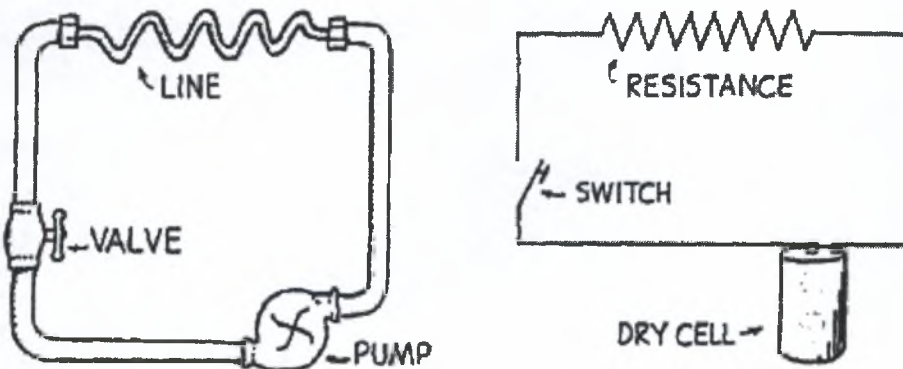 LINE
VALVE
PUMP
RESISTANCE
SWITCH
DRY CELL